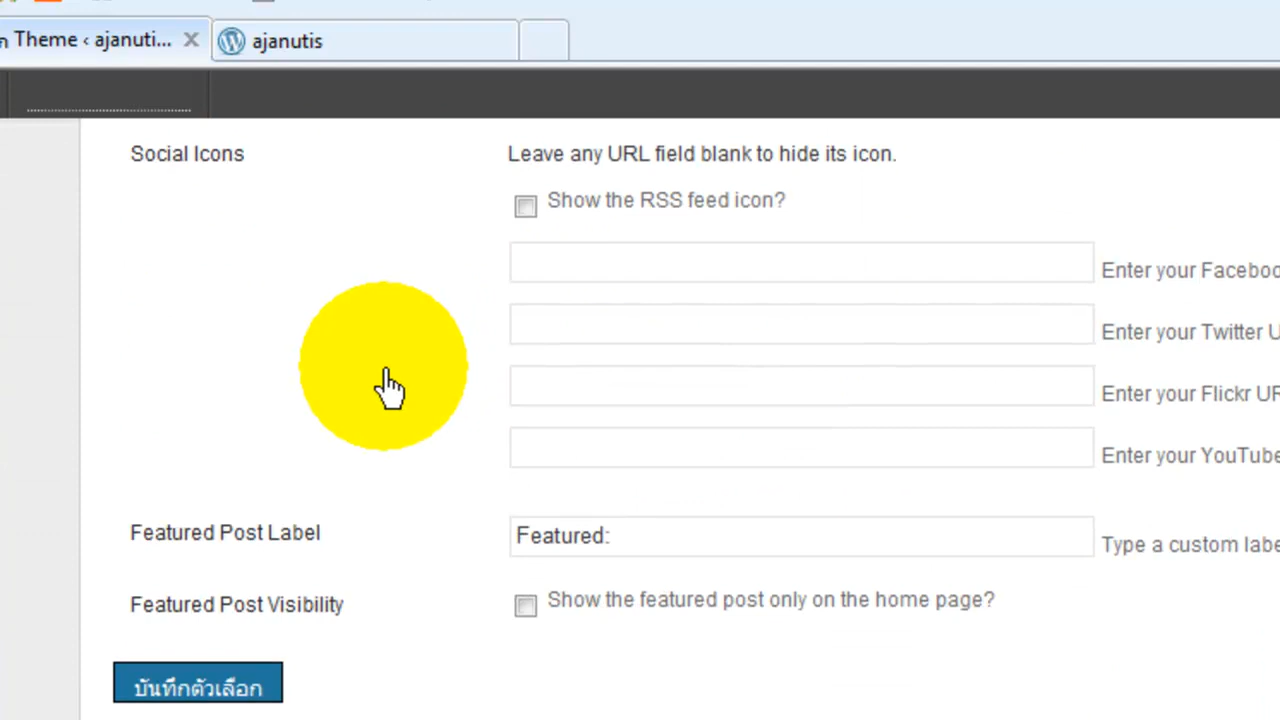 Theme ‹ ajanuti...
ajanutis
Social Icons
Leave any URL field blank to hide its icon.
Show the RSS feed icon?
Enter your Faceboo
Enter your Twitter U
Enter your Flickr UR
Enter your YouTube
Featured Post Label
Featured:
Type a custom labe
Featured Post Visibility
Show the featured post only on the home page?
บันทึกตัวเลือก